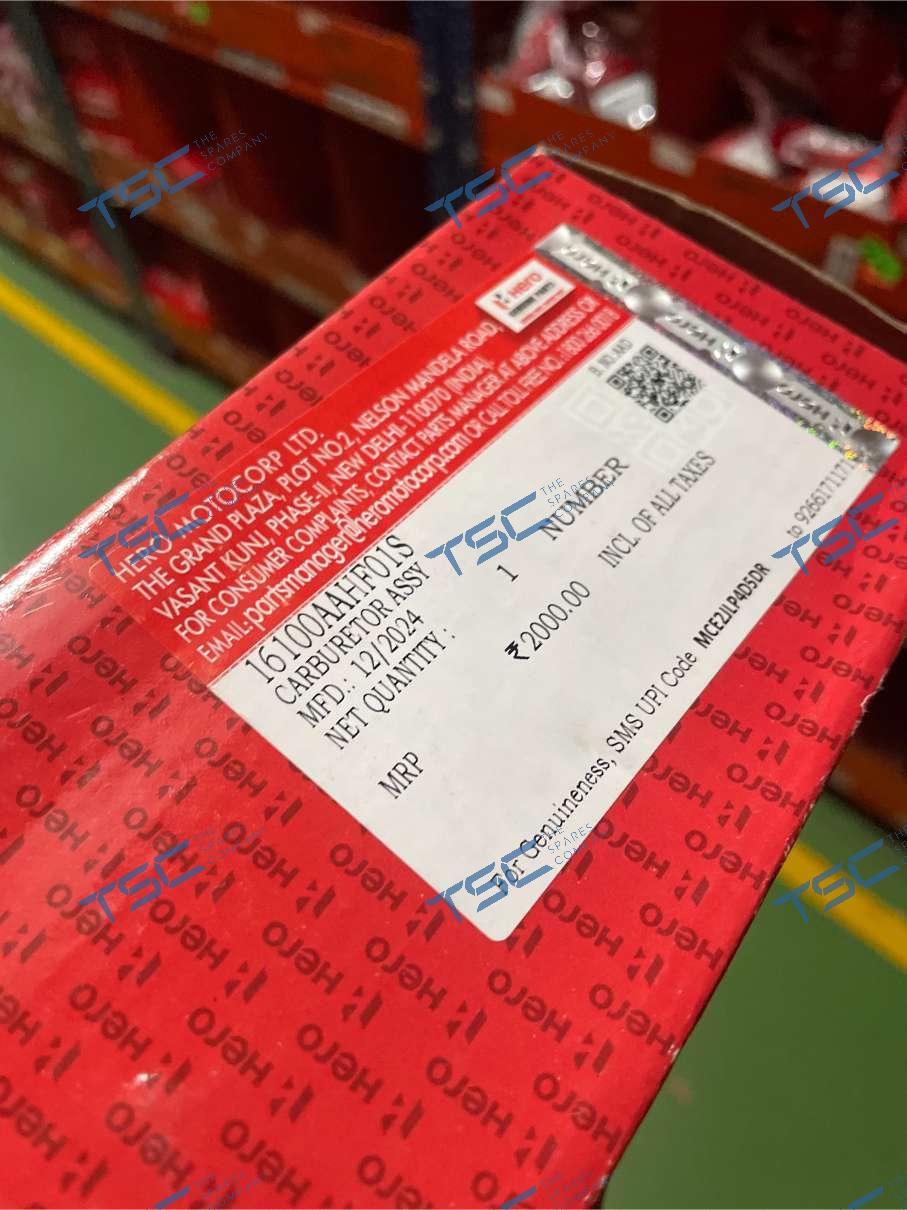 Hero
HERO MOTOCORP LTD.
THE GRAND PLAZA, PLOT NO.2, NELSON MANDELA ROAD,
VASANT KUNJ, PHASE-II, NEW DELHI-110070 (INDIA).
FOR CONSUMER COMPLAINTS, CONTACT PARTS MANAGER AT ABOVE ADDRESS OR
EMAIL: partsmanager@heromotocorp.com OR CALL TOLL FREE NO.:
16100AAHF01S
CARBURETOR ASSY
MFD.: 12/2024
NET QUANTITY : 1 NUMBER
MRP ₹2000.00 INCL. OF ALL TAXES
For Genuineness, SMS UPI Code MCE2JLP4D5DR
to
TSC THE SPARES COMPANY